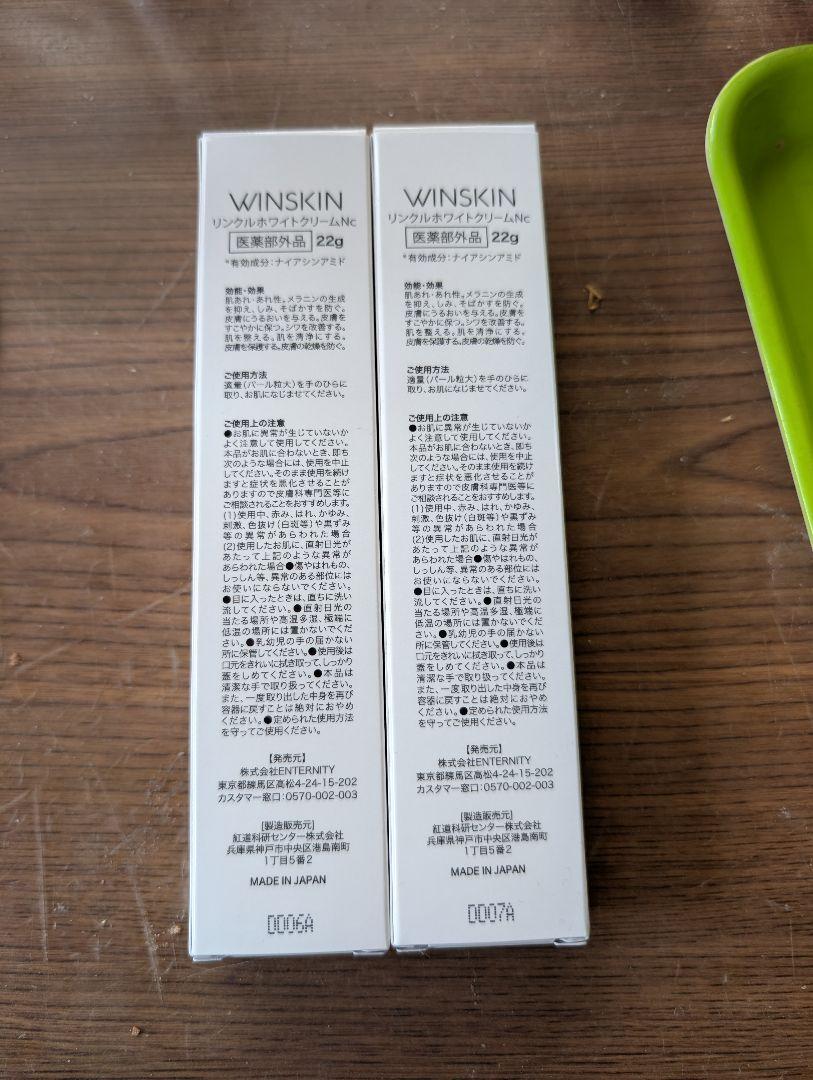 WINSKIN
リンクルホワイトクリームNc
医薬部外品 22g
*有効成分：ナイアシンアミド
効能・効果
肌あれ・あれ性。メラニンの生成
を抑え、しみ、そばかすを防ぐ。
皮膚にうるおいを与える。皮膚を
すこやかに保つ。シワを改善する。
肌を整える。肌を清浄にする。
皮膚を保護する。皮膚の乾燥を防ぐ。
ご使用方法
適量（パール粒大）を手のひらに
取り、お肌になじませてください。
ご使用上の注意
●お肌に異常が生じていないか
よく注意して使用してください。
本品がお肌に合わないとき、即ち
次のような場合には、使用を中止
してください。そのまま使用を続け
ますと症状を悪化させることが
ありますので皮膚科専門医等に
ご相談されることをおすすめします。
(1)使用中、赤み、はれ、かゆみ、
刺激、色抜け(白斑等)や黒ずみ
等の異常があらわれた場合
(2)使用したお肌に、直射日光が
あたって上記のような異常が
あらわれた場合●傷やはれもの、
しっしん等、異常のある部位には
お使いにならないでください。
●目に入ったときは、直ちに洗い
流してください。●直射日光の
当たる場所や高温多湿、極端に
低温の場所には置かないでくだ
さい。●乳幼児の手の届かない
所に保管してください。●使用後は
口元をきれいに拭き取って、しっかり
蓋をしめてください。●本品は
清潔な手で取り扱ってください。
また、一度取り出した中身を再び
容器に戻すことは絶対におやめ
ください。●定められた使用方法
を守ってご使用ください。
【発売元】
株式会社ENTERNITY
東京都練馬区高松4-24-15-202
カスタマー窓口：0570-002-003
[製造販売元]
紅道科研センター株式会社
兵庫県神戸市中央区港島南町
1丁目5番2
MADE IN JAPAN
DD06A
WINSKIN
リンクルホワイトクリームNc
医薬部外品 22g
*有効成分：ナイアシンアミド
効能・効果
肌あれ・あれ性。メラニンの生成
を抑え、しみ、そばかすを防ぐ。
皮膚にうるおいを与える。皮膚を
すこやかに保つ。シワを改善する。
肌を整える。肌を清浄にする。
皮膚を保護する。皮膚の乾燥を防ぐ。
ご使用方法
適量（パール粒大）を手のひらに
取り、お肌になじませてください。
ご使用上の注意
●お肌に異常が生じていないか
よく注意して使用してください。
本品がお肌に合わないとき、即ち
次のような場合には、使用を中止
してください。そのまま使用を続け
ますと症状を悪化させることが
ありますので皮膚科専門医等に
ご相談されることをおすすめします。
(1)使用中、赤み、はれ、かゆみ、
刺激、色抜け(白斑等)や黒ずみ
等の異常があらわれた場合
(2)使用したお肌に、直射日光が
あたって上記のような異常が
あらわれた場合●傷やはれもの、
しっしん等、異常のある部位には
お使いにならないでください。
●目に入ったときは、直ちに洗い
流してください。●直射日光の
当たる場所や高温多湿、極端に
低温の場所には置かないでくだ
さい。●乳幼児の手の届かない
所に保管してください。●使用後は
口元をきれいに拭き取って、しっかり
蓋をしめてください。●本品は
清潔な手で取り扱ってください。
また、一度取り出した中身を再び
容器に戻すことは絶対におやめ
ください。●定められた使用方法
を守ってご使用ください。
【発売元】
株式会社ENTERNITY
東京都練馬区高松4-24-15-202
カスタマー窓口：0570-002-003
[製造販売元]
紅道科研センター株式会社
兵庫県神戸市中央区港島南町
1丁目5番2
MADE IN JAPAN
DD07A